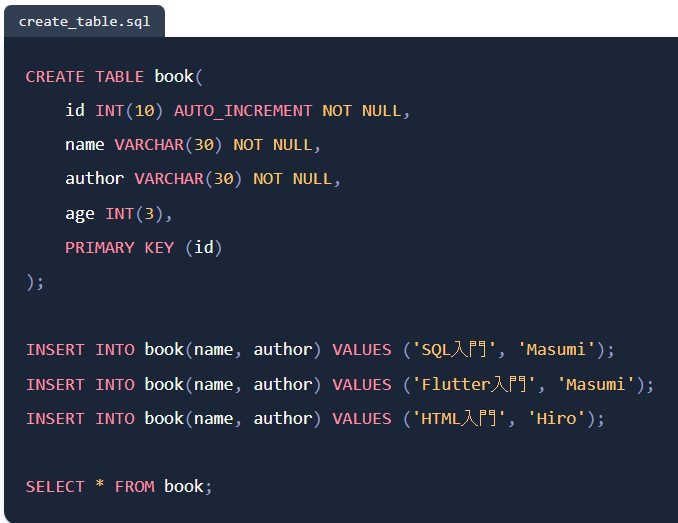 create_table.sql
CREATE TABLE book(
    id INT(10) AUTO_INCREMENT NOT NULL,
    name VARCHAR(30) NOT NULL,
    author VARCHAR(30) NOT NULL,
    age INT(3),
    PRIMARY KEY (id)
);
INSERT INTO book(name, author) VALUES ('SQL入門', 'Masumi');
INSERT INTO book(name, author) VALUES ('Flutter入門', 'Masumi');
INSERT INTO book(name, author) VALUES ('HTML入門', 'Hiro');
SELECT * FROM book;